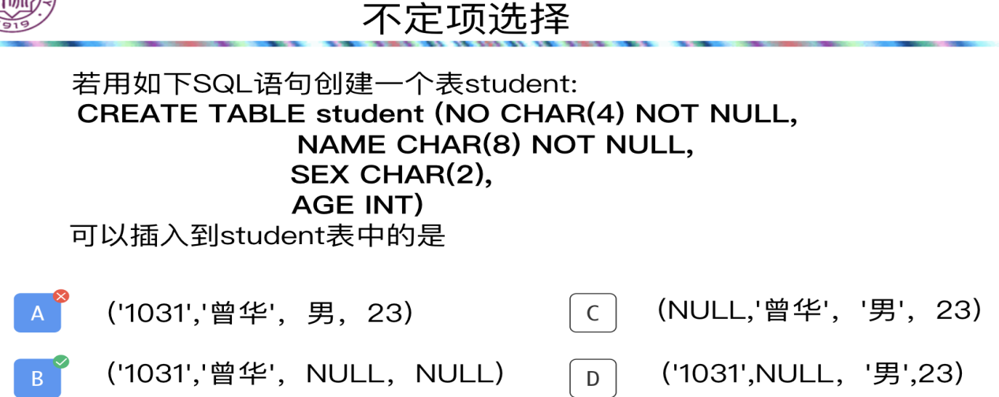 1919
不定项选择
若用如下SQL语句创建一个表student:
CREATE TABLE student (NO CHAR(4) NOT NULL,
NAME CHAR(8) NOT NULL,
SEX CHAR(2),
AGE INT)
可以插入到student表中的是
A ('1031','曾华', 男, 23)
C (NULL,'曾华', '男', 23)
B ('1031','曾华', NULL, NULL)
D ('1031',NULL, '男',23)